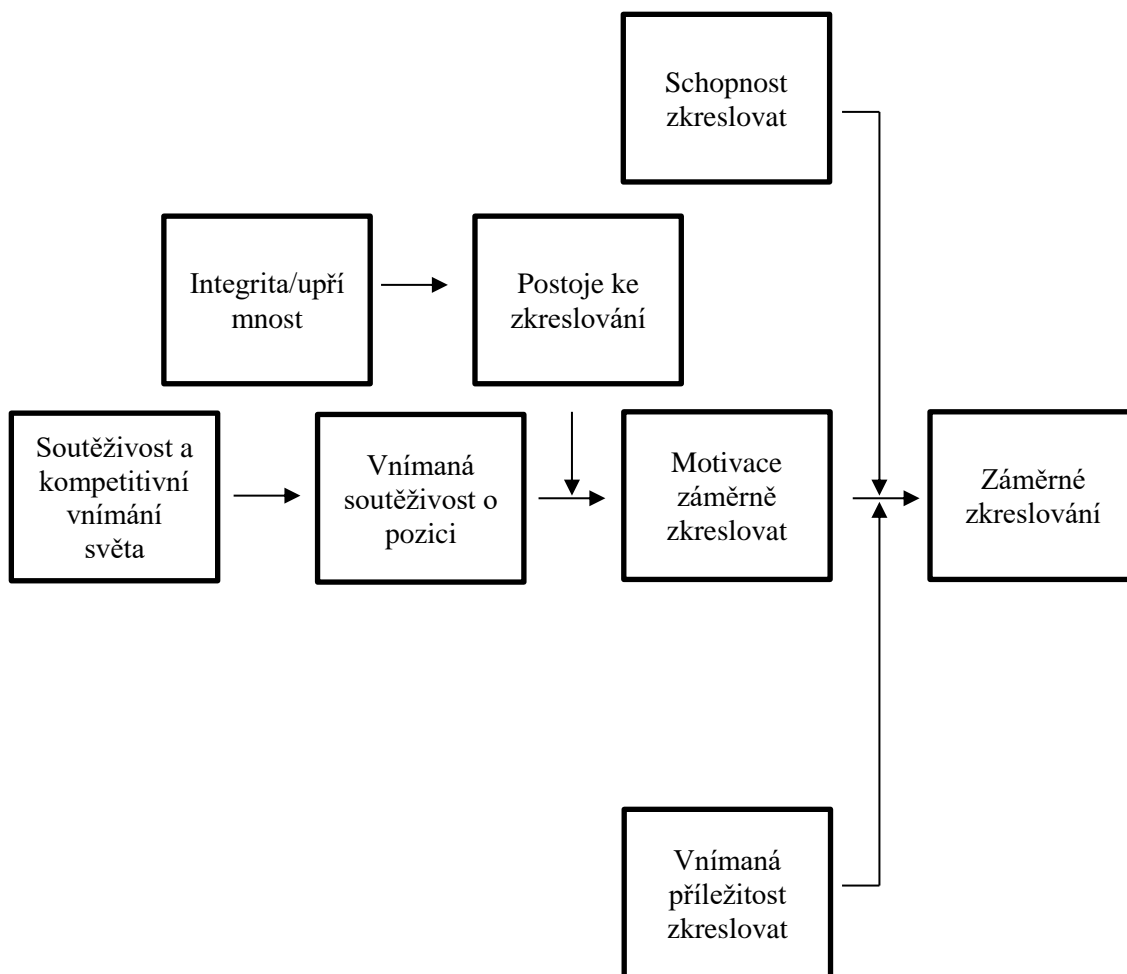 Schopnost
zkreslovat
Integrita/upří
mnost
Postoje ke
zkreslování
Soutěživost a
kompetitivní
vnímání
světa
Vnímaná
soutěživost o
pozici
Motivace
záměrně
zkreslovat
Záměrné
zkreslování
Vnímaná
příležitost
zkreslovat